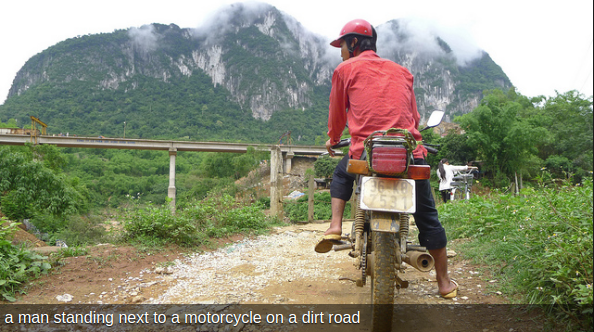 a man standing next to a motorcycle on a dirt road